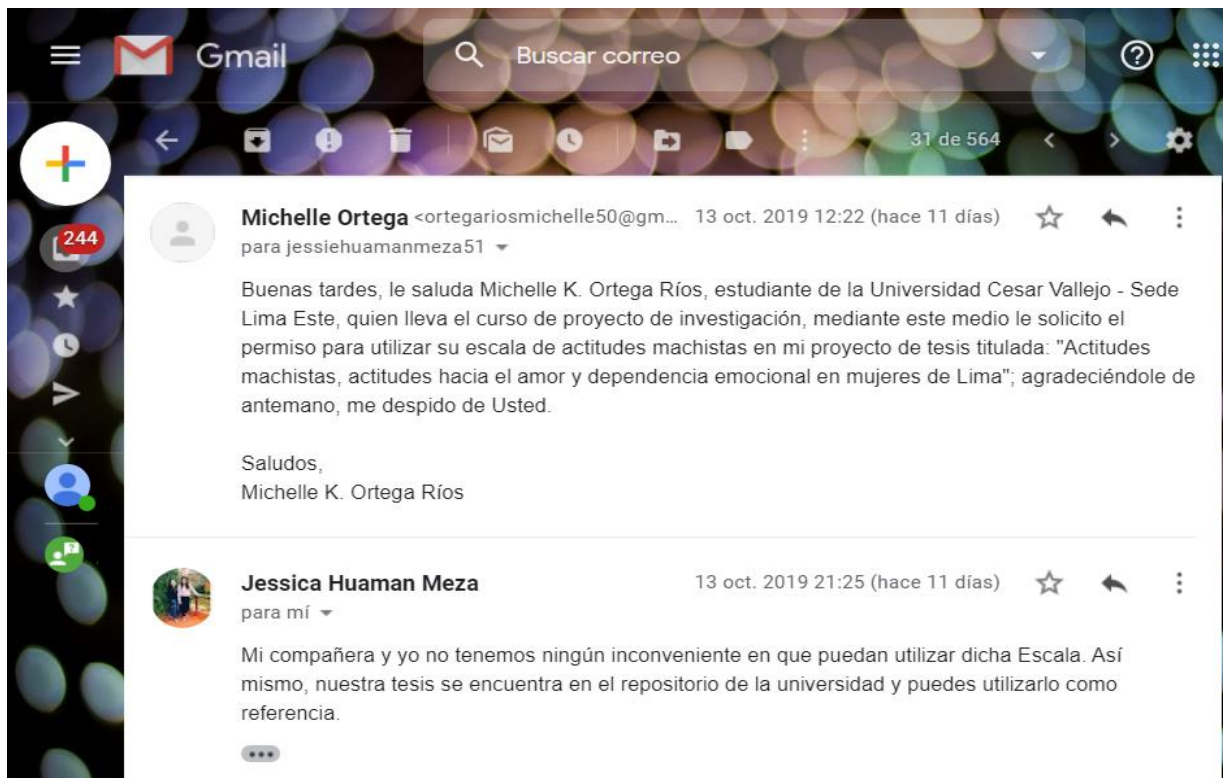 Gmail
Buscar correo
31 de 564
244
Michelle Ortega <ortegariosmichelle50@gm... 13 oct. 2019 12:22 (hace 11 días)
para jessiehuamanmeza51
Buenas tardes, le saluda Michelle K. Ortega Ríos, estudiante de la Universidad Cesar Vallejo - Sede
Lima Este, quien lleva el curso de proyecto de investigación, mediante este medio le solicito el
permiso para utilizar su escala de actitudes machistas en mi proyecto de tesis titulada: "Actitudes
machistas, actitudes hacia el amor y dependencia emocional en mujeres de Lima"; agradeciéndole de
antemano, me despido de Usted.
Saludos,
Michelle K. Ortega Ríos
Jessica Huaman Meza 13 oct. 2019 21:25 (hace 11 días)
para mí
Mi compañera y yo no tenemos ningún inconveniente en que puedan utilizar dicha Escala. Así
mismo, nuestra tesis se encuentra en el repositorio de la universidad y puedes utilizarlo como
referencia.